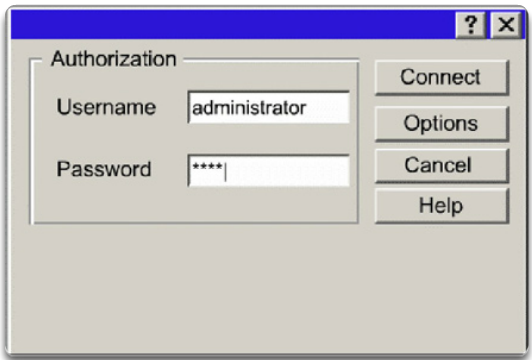 ?
Authorization
Username administrator
Password ****
Connect
Options
Cancel
Help